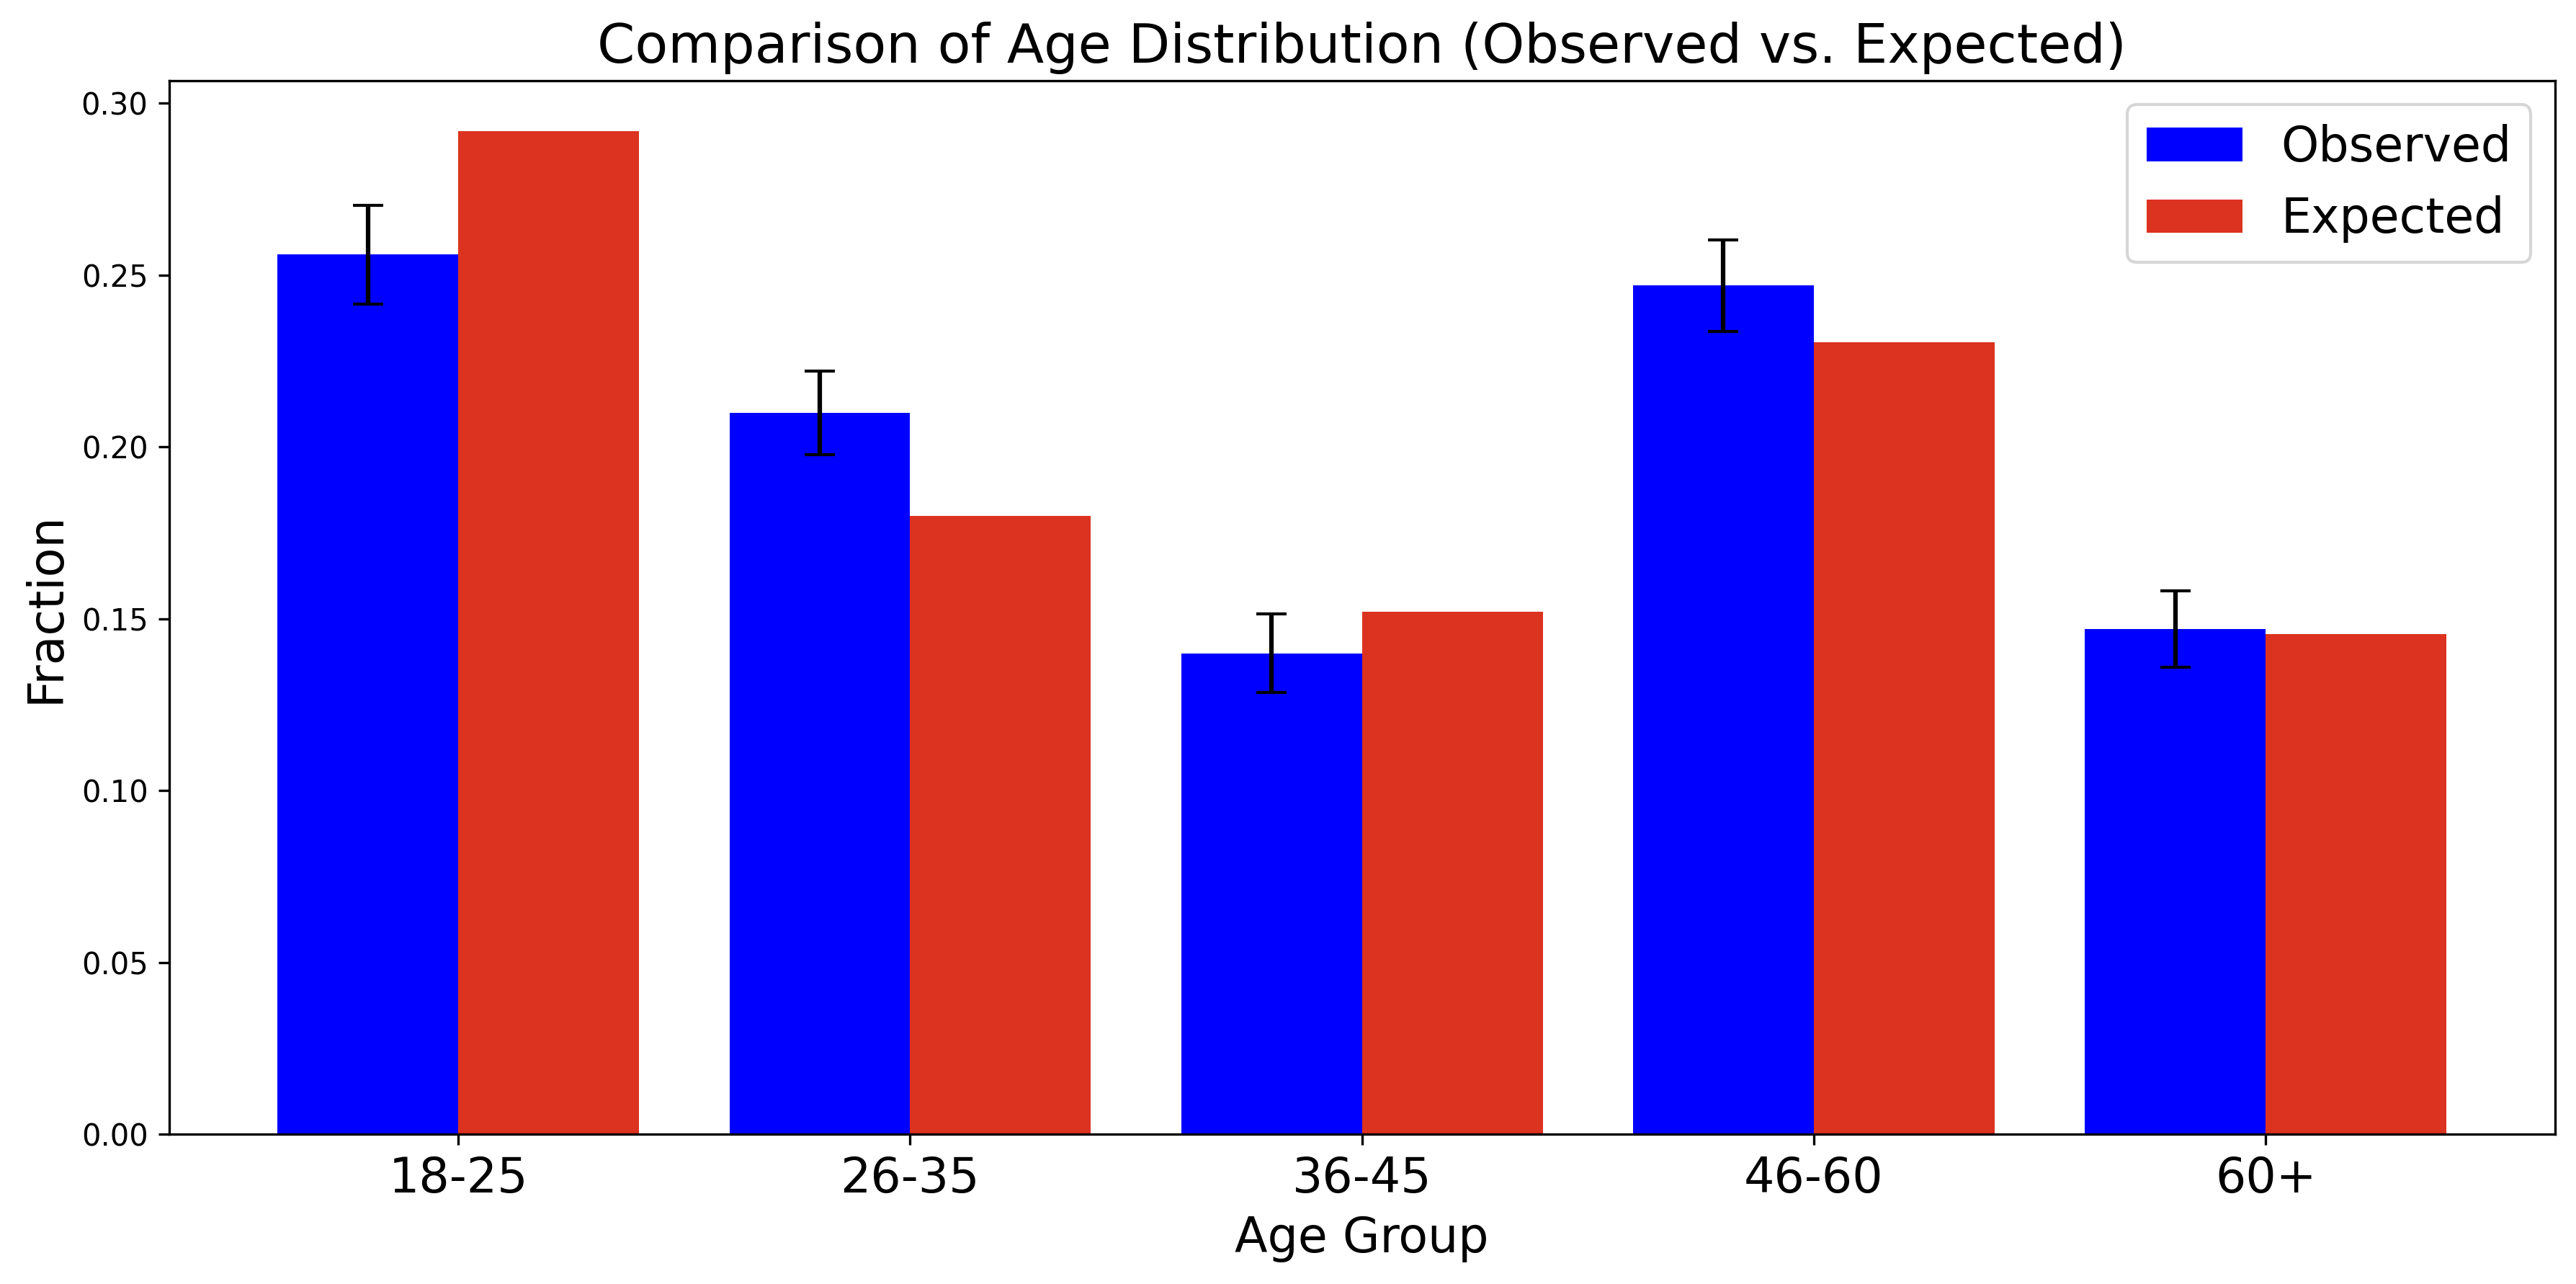 Comparison of Age Distribution (Observed vs. Expected)
Observed
Expected
Fraction
0.30
0.25
0.20
0.15
0.10
0.05
0.00
18-25
26-35
36-45
46-60
60+
Age Group